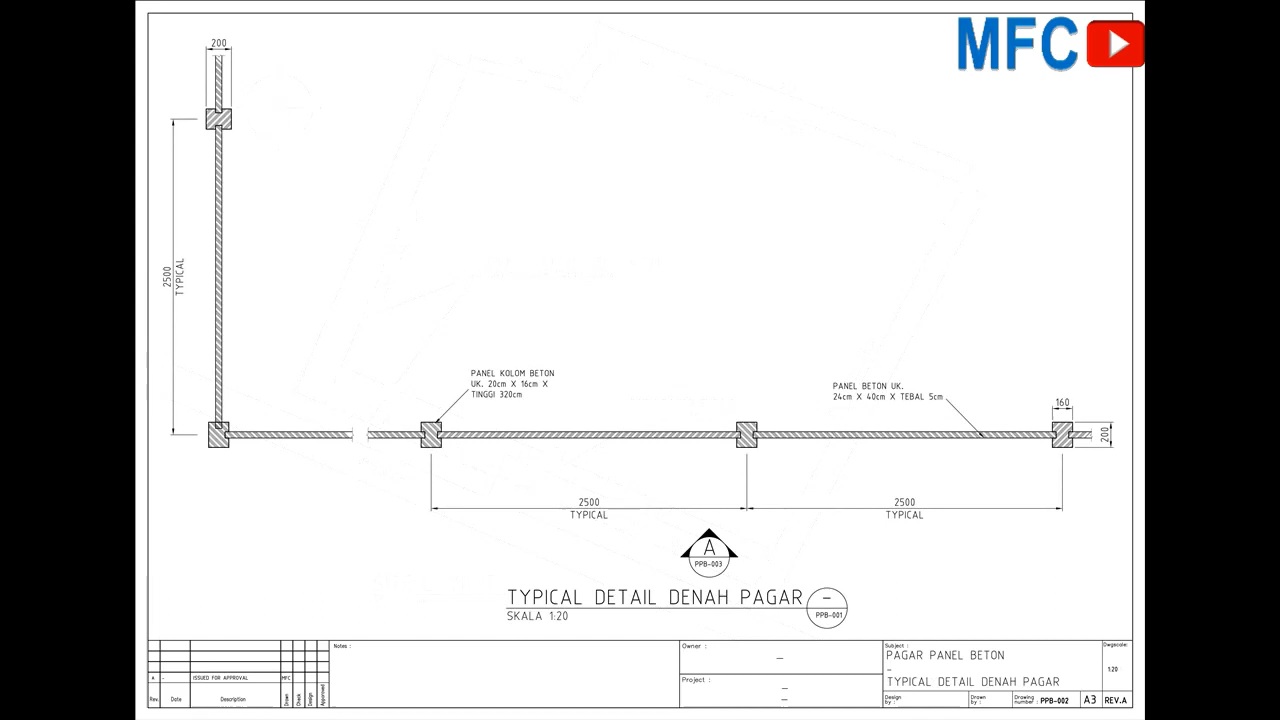 MFC
200
2500
TYPICAL
PANEL KOLOM BETON
UK. 20cm X 16cm X
TINGGI 320cm
PANEL BETON UK.
24cm X 40cm X TEBAL 5cm
160
200
2500
TYPICAL
2500
TYPICAL
A
PPB-003
TYPICAL DETAIL DENAH PAGAR
SKALA 1:20
–
PPB-001
Notes :
Owner :
–
Project :
–
–
Subject :
PAGAR PANEL BETON
–
TYPICAL DETAIL DENAH PAGAR
Dwgscale:
1:20
A - ISSUED FOR APPROVAL MFC
Rev. Date Description Drawn Check Design Approved
Design by :
Drawn by :
Drawing number : PPB-002
A3
REV.A